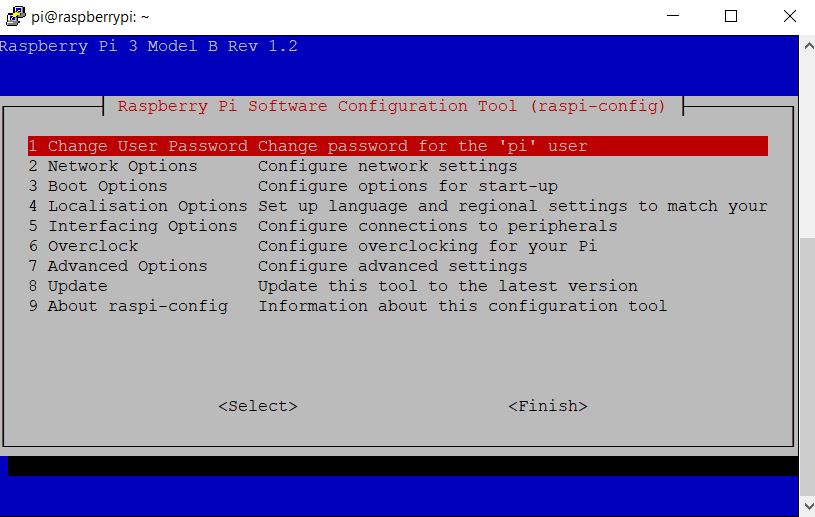 pi@raspberrypi: ~
Raspberry Pi 3 Model B Rev 1.2
Raspberry Pi Software Configuration Tool (raspi-config)
1 Change User Password Change password for the 'pi' user
2 Network Options Configure network settings
3 Boot Options Configure options for start-up
4 Localisation Options Set up language and regional settings to match your
5 Interfacing Options Configure connections to peripherals
6 Overclock Configure overclocking for your Pi
7 Advanced Options Configure advanced settings
8 Update Update this tool to the latest version
9 About raspi-config Information about this configuration tool
<Select> <Finish>